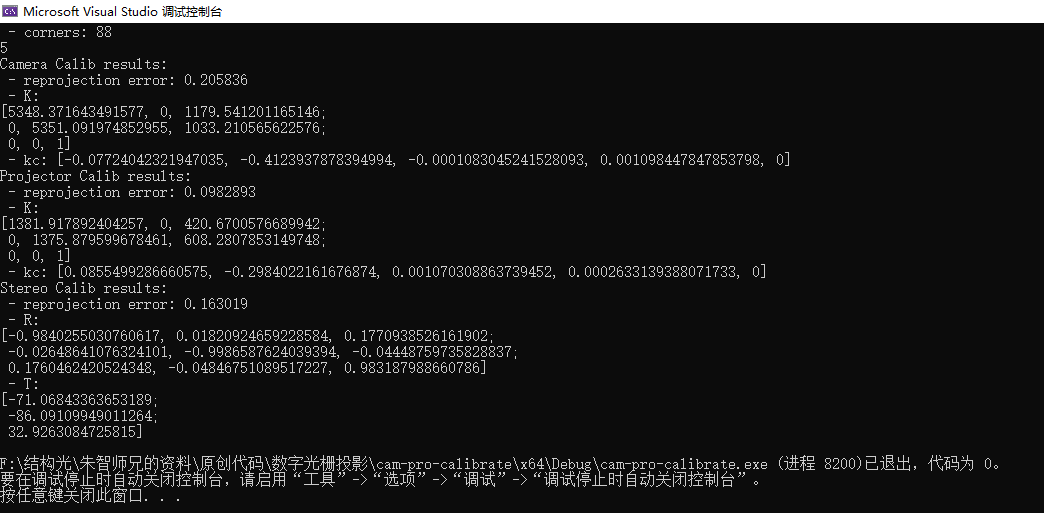 Microsoft Visual Studio 调试控制台
- corners: 88
5
Camera Calib results:
- reprojection error: 0.205836
- K:
[5348.371643491577, 0, 1179.541201165146;
0, 5351.091974852955, 1033.210565622576;
0, 0, 1]
- kc: [-0.07724042321947035, -0.4123937878394994, -0.0001083045241528093, 0.001098447847853798, 0]
Projector Calib results:
- reprojection error: 0.0982893
- K:
[1381.917892404257, 0, 420.6700576689942;
0, 1375.879599678461, 608.2807853149748;
0, 0, 1]
- kc: [0.0855499286660575, -0.2984022161676874, 0.001070308863739452, 0.0002633139388071733, 0]
Stereo Calib results:
- reprojection error: 0.163019
- R:
[-0.9840255030760617, 0.01820924659228584, 0.1770938526161902;
-0.02648641076324101, -0.9986587624039394, -0.04448759735828837;
0.1760462420524348, -0.04846751089517227, 0.983187988660786]
- T:
[-71.06843363653189;
-86.09109949011264;
32.9263084725815]
F:\结构光\朱智师兄的资料\原创代码\数字光栅投影\cam-pro-calibrate\x64\Debug\cam-pro-calibrate.exe (进程 8200)已退出，代码为 0。
要在调试停止时自动关闭控制台，请启用“工具”->“选项”->“调试”->“调试停止时自动关闭控制台”。
按任意键关闭此窗口. . .